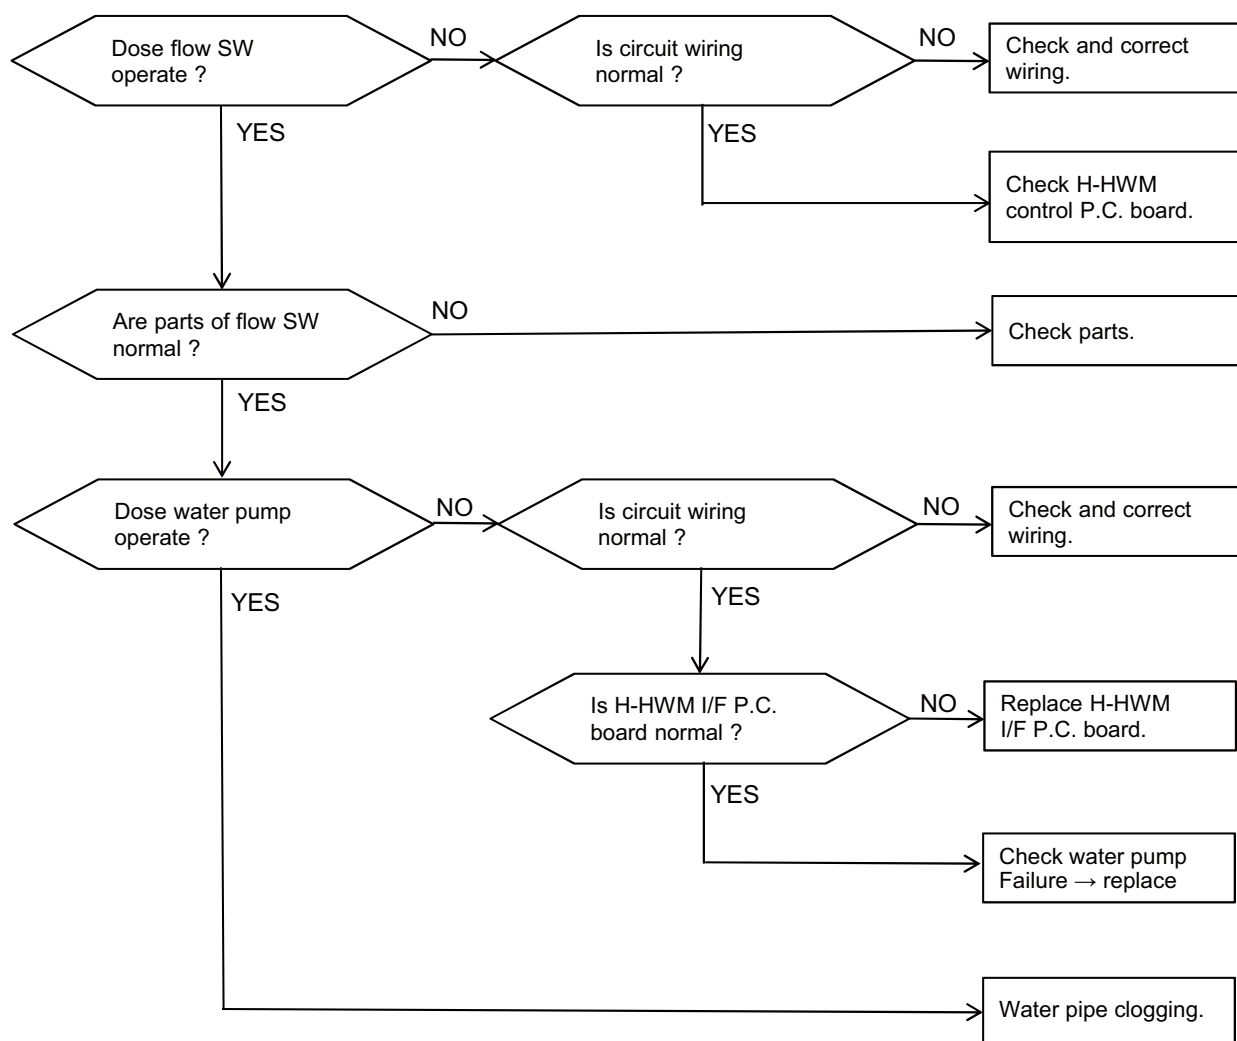 Dose flow SW
operate ?
NO
Is circuit wiring
normal ?
NO
Check and correct
wiring.
YES
YES
Check H-HWM
control P.C. board.
Are parts of flow SW
normal ?
NO
Check parts.
YES
Dose water pump
operate ?
NO
Is circuit wiring
normal ?
NO
Check and correct
wiring.
YES
YES
Is H-HWM I/F P.C.
board normal ?
NO
Replace H-HWM
I/F P.C. board.
YES
Check water pump
Failure → replace
Water pipe clogging.